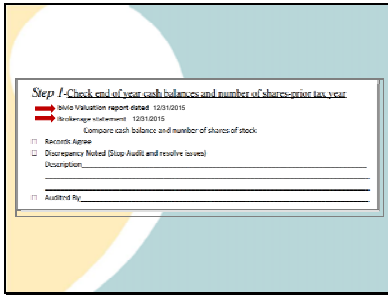 Step 1-Check end of year cash balances and number of shares-prior tax year
bivio Valuation report dated 12/31/2015
Brokerage statement 12/31/2015
Compare cash balance and number of shares of stock
Records Agree
Discrepancy Noted (Stop Audit and resolve issues)
Description
Audited By